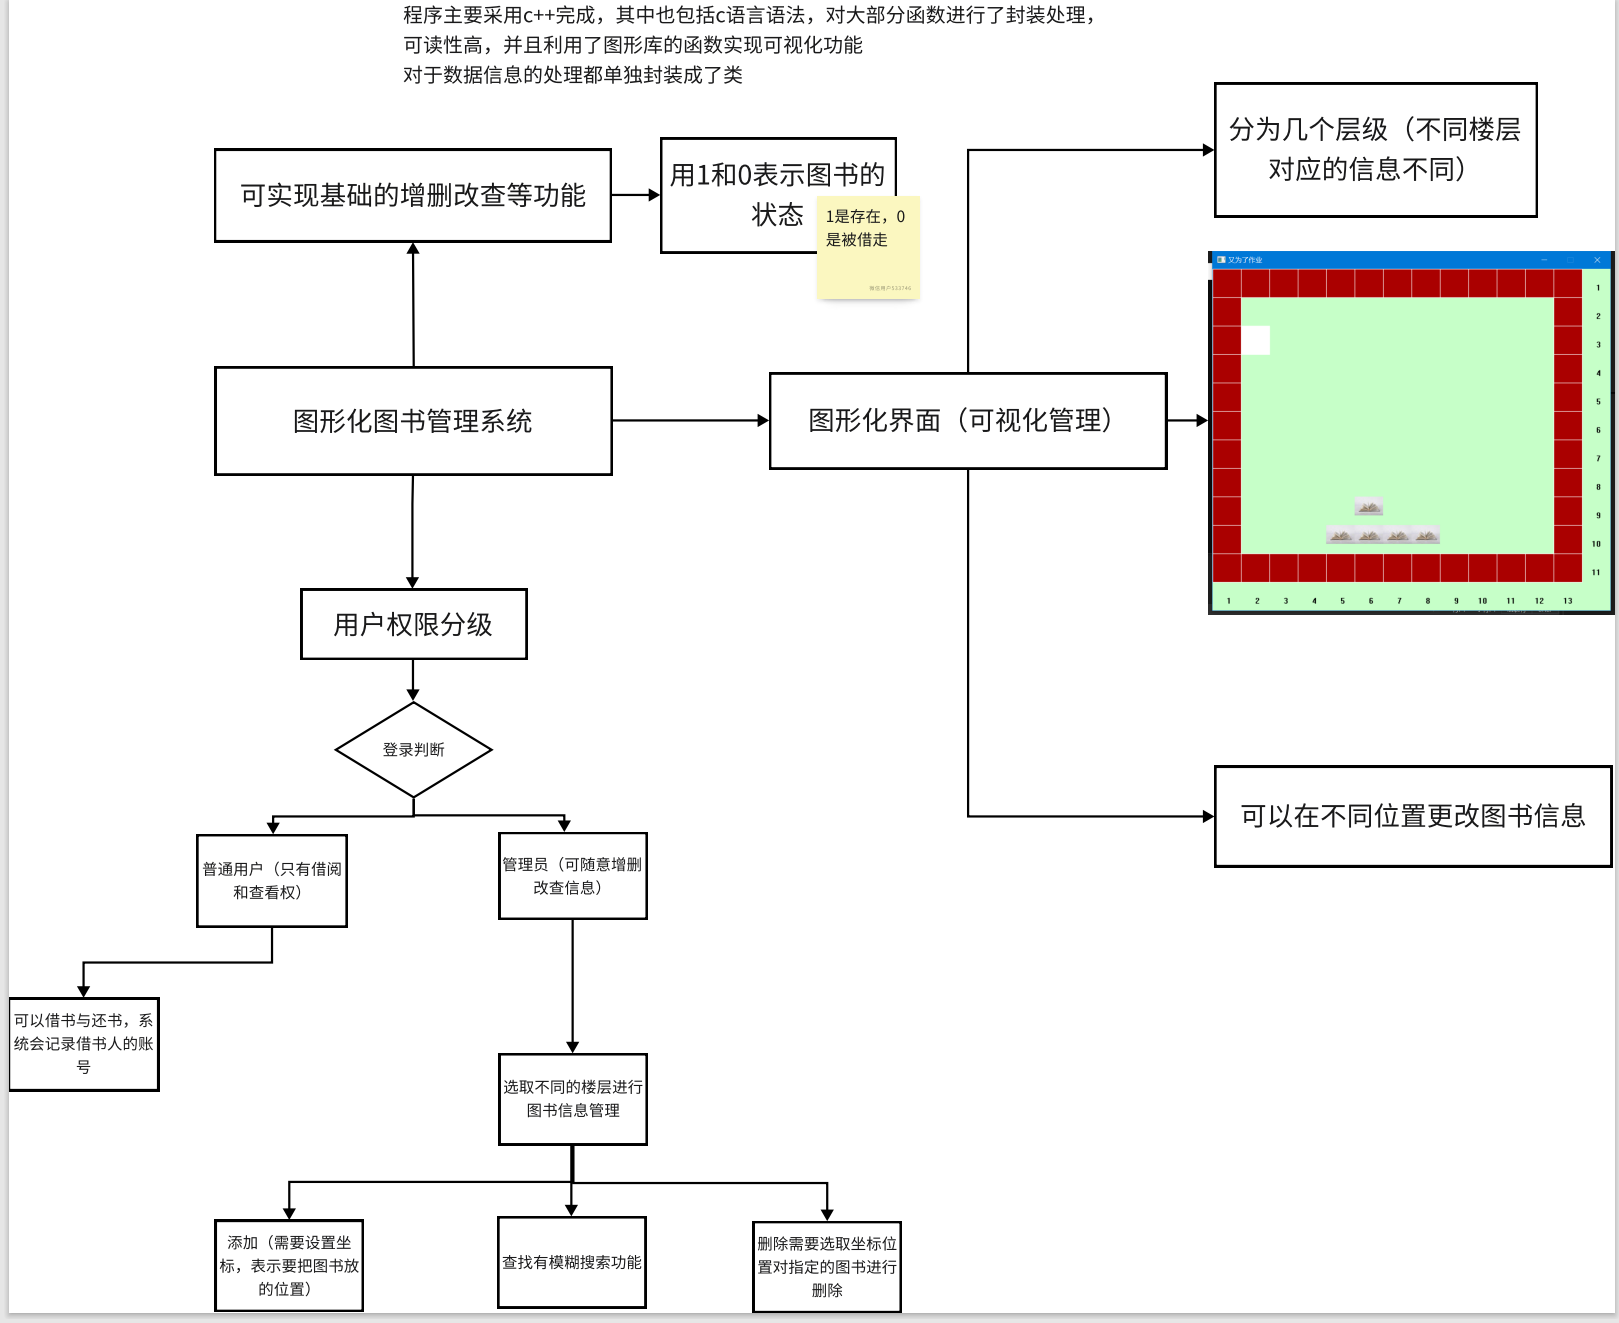 程序主要采用c++完成，其中也包括c语言语法，对大部分函数进行了封装处理，
可读性高，并且利用了图形库的函数实现可视化功能
对于数据信息的处理都单独封装成了类
可实现基础的增删改查等功能
用1和0表示图书的
状态
1是存在，0
是被借走
微信用户533746
分为几个层级（不同楼层
对应的信息不同）
图形化图书管理系统
图形化界面（可视化管理）
又为了作业
1
2
3
4
5
6
7
8
9
10
11
1 2 3 4 5 6 7 8 9 10 11 12 13
用户权限分级
登录判断
可以在不同位置更改图书信息
普通用户（只有借阅
和查看权）
管理员（可随意增删
改查信息）
可以借书与还书，系
统会记录借书人的账
号
选取不同的楼层进行
图书信息管理
添加（需要设置坐
标，表示要把图书放
的位置）
查找有模糊搜索功能
删除需要选取坐标位
置对指定的图书进行
删除